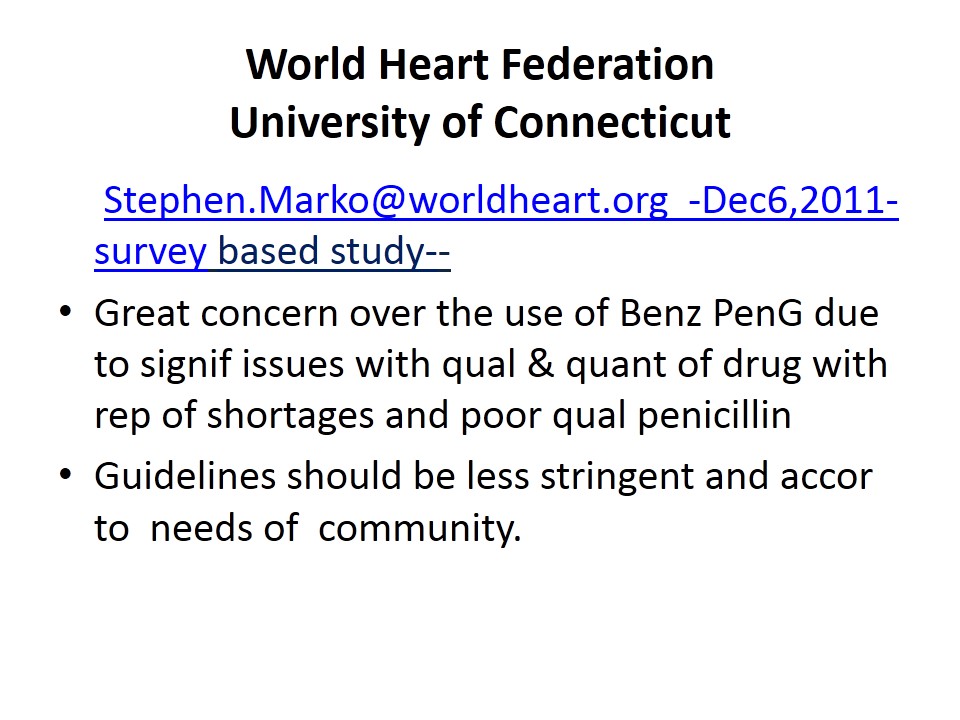 World Heart Federation
University of Connecticut
Stephen.Marko@worldheart.org -Dec6,2011-
survey based study--
• Great concern over the use of Benz PenG due
to signif issues with qual & quant of drug with
rep of shortages and poor qual penicillin
• Guidelines should be less stringent and accor
to needs of community.